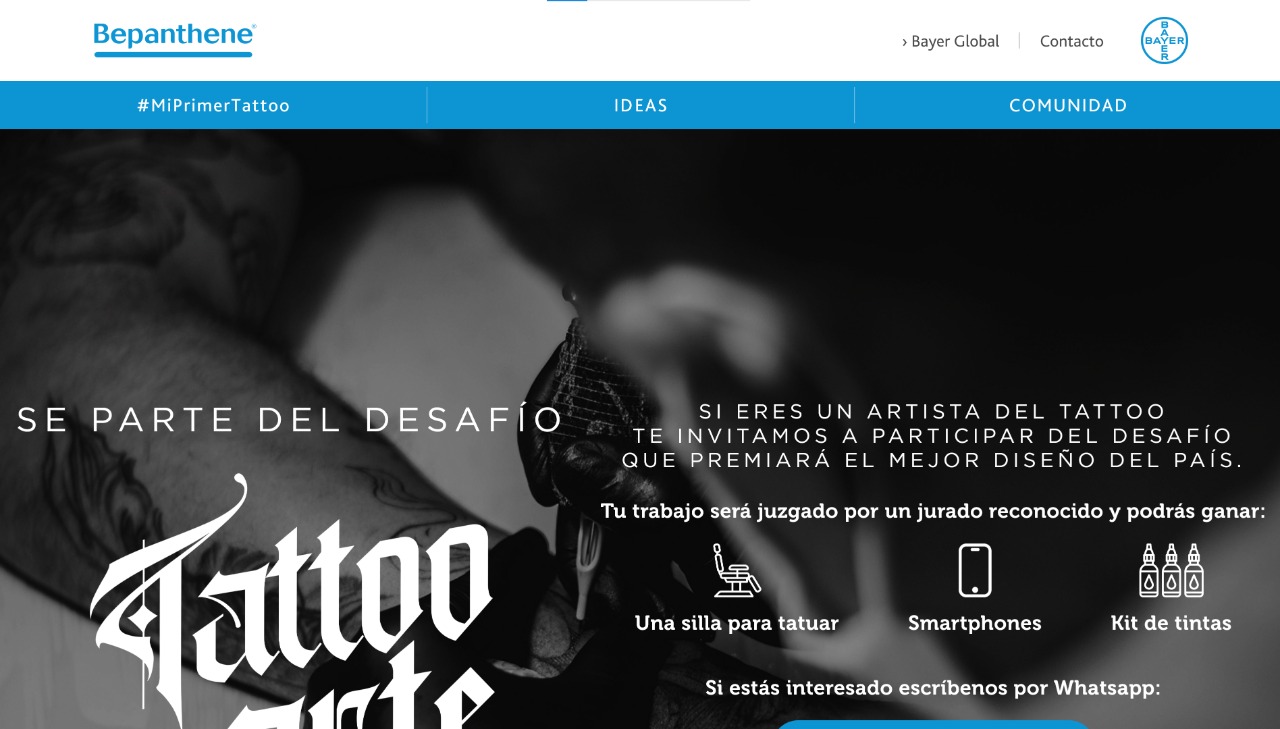 Bepanthene®
› Bayer Global
Contacto
BAYER
BAYER
#MiPrimerTattoo
IDEAS
COMUNIDAD
SE PARTE DEL DESAFÍO
Tattoo
arte
SI ERES UN ARTISTA DEL TATTOO
TE INVITAMOS A PARTICIPAR DEL DESAFÍO
QUE PREMIARÁ EL MEJOR DISEÑO DEL PAÍS.
Tu trabajo será juzgado por un jurado reconocido y podrás ganar:
Una silla para tatuar
Smartphones
Kit de tintas
Si estás interesado escríbenos por Whatsapp: